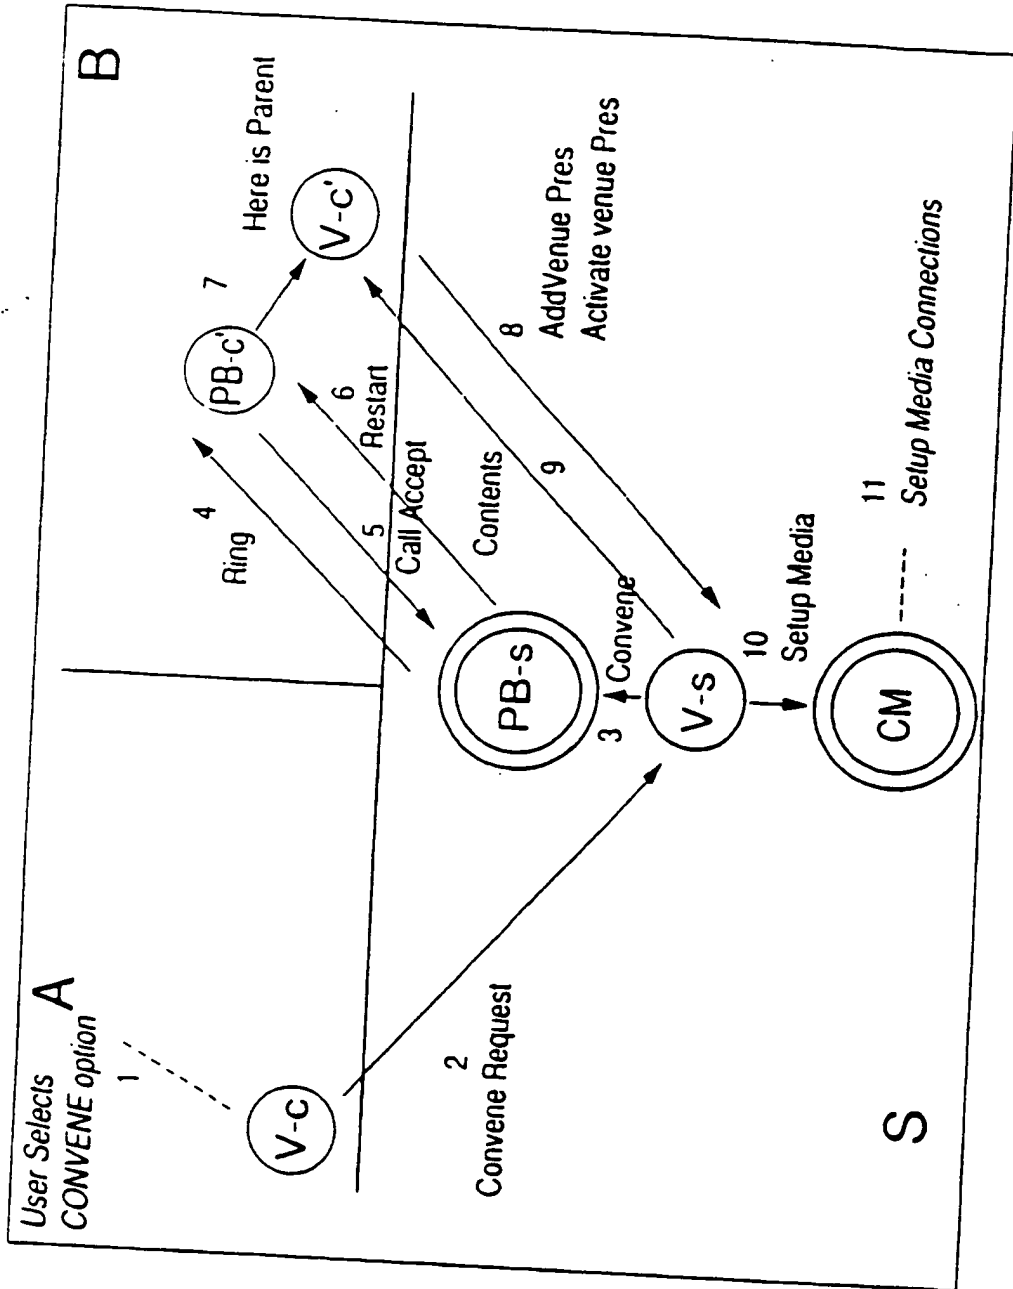 User Selects
CONVENE option
A
1
V-c
2
Convene Request
B
4
Ring
PB-c'
7
Here is Parent
V-c'
5
Call Accept
6
Restart
PB-s
3
Convene
V-s
Contents
9
8
AddVenue Pres
Activate venue Pres
10
Setup Media
CM
11
Setup Media Connections
S